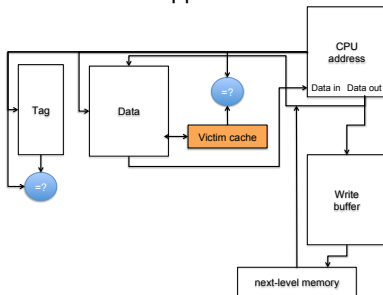 CPU
address
Data in Data out
=?
Tag
Data
Victim cache
=?
Write
buffer
next-level memory